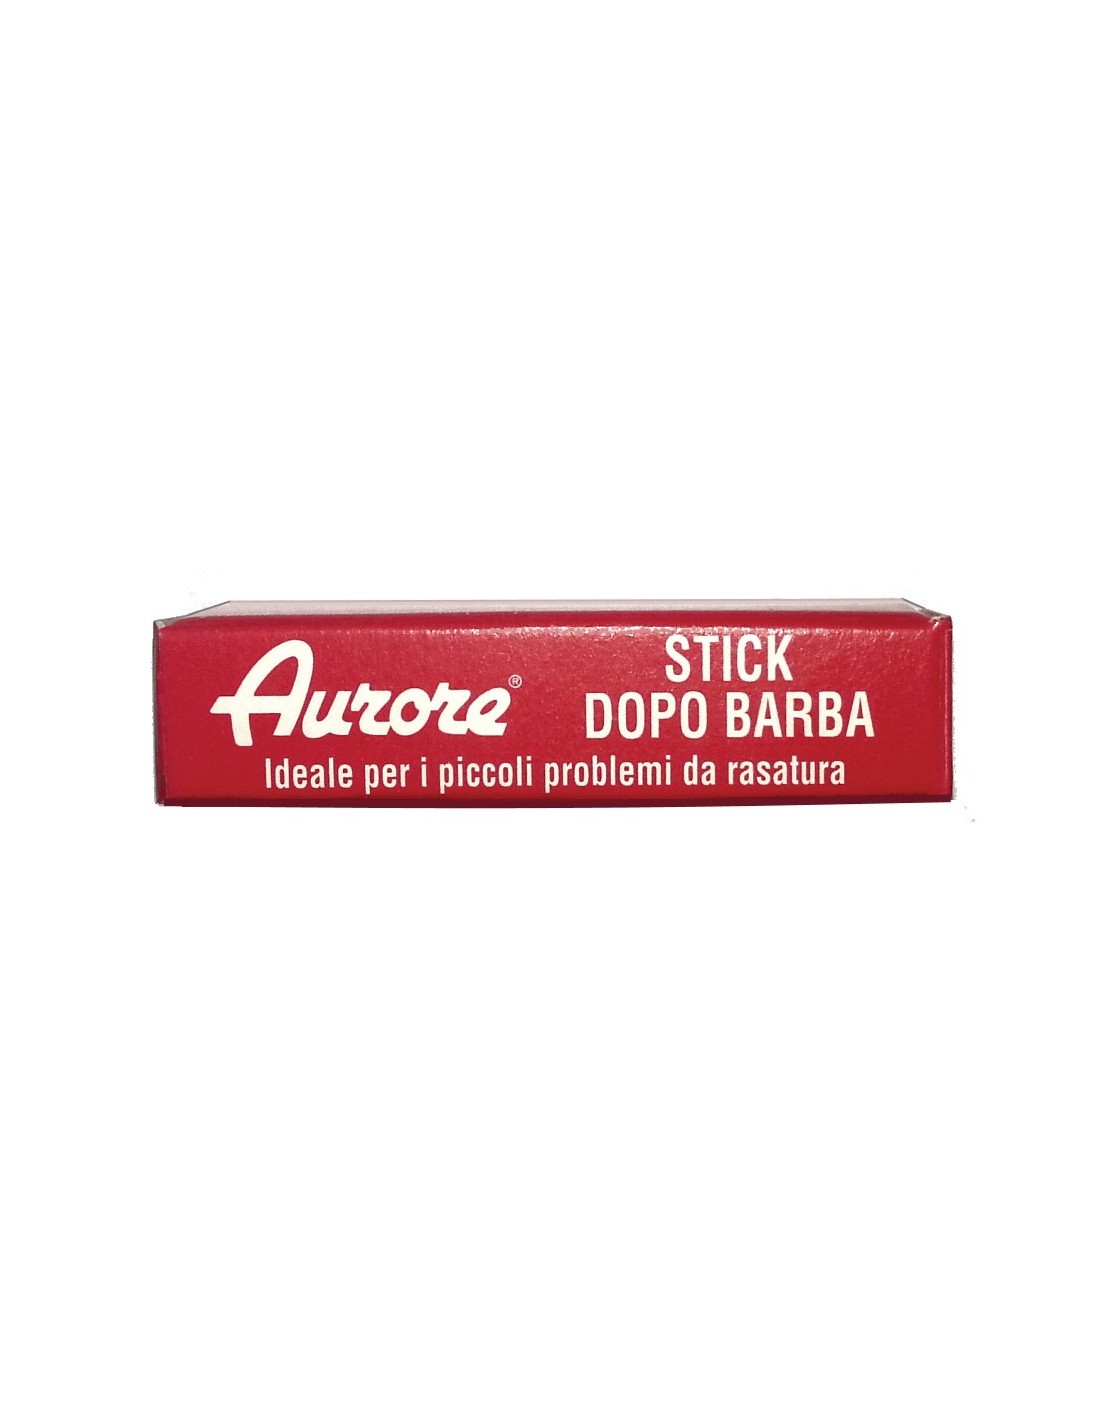 Aurore®
STICK
DOPO BARBA
Ideale per i piccoli problemi da rasatura